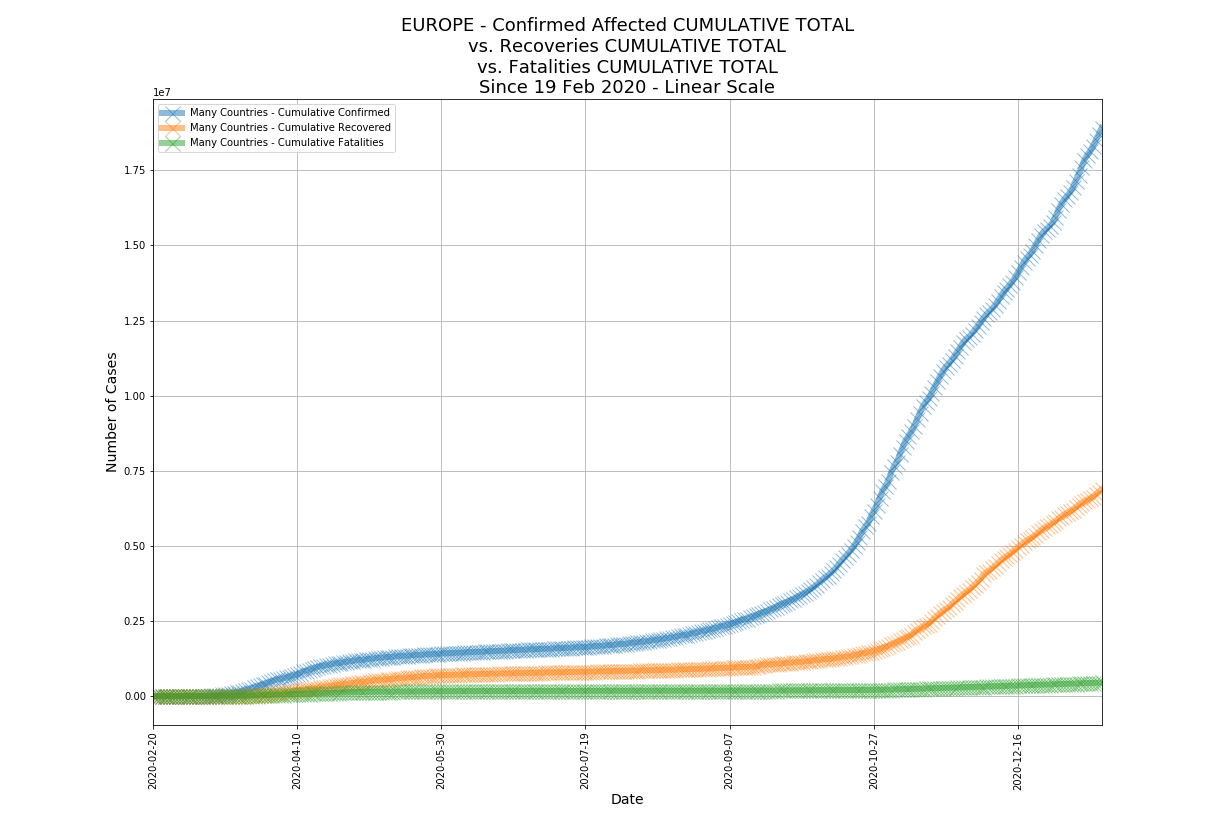 EUROPE - Confirmed Affected CUMULATIVE TOTAL
vs. Recoveries CUMULATIVE TOTAL
vs. Fatalities CUMULATIVE TOTAL
Since 19 Feb 2020 - Linear Scale
1e7
Many Countries - Cumulative Confirmed
Many Countries - Cumulative Recovered
Many Countries - Cumulative Fatalities
1.75
1.50
1.25
1.00
0.75
0.50
0.25
0.00
Number of Cases
2020-02-20
2020-04-10
2020-05-30
2020-07-19
2020-09-07
2020-10-27
2020-12-16
Date